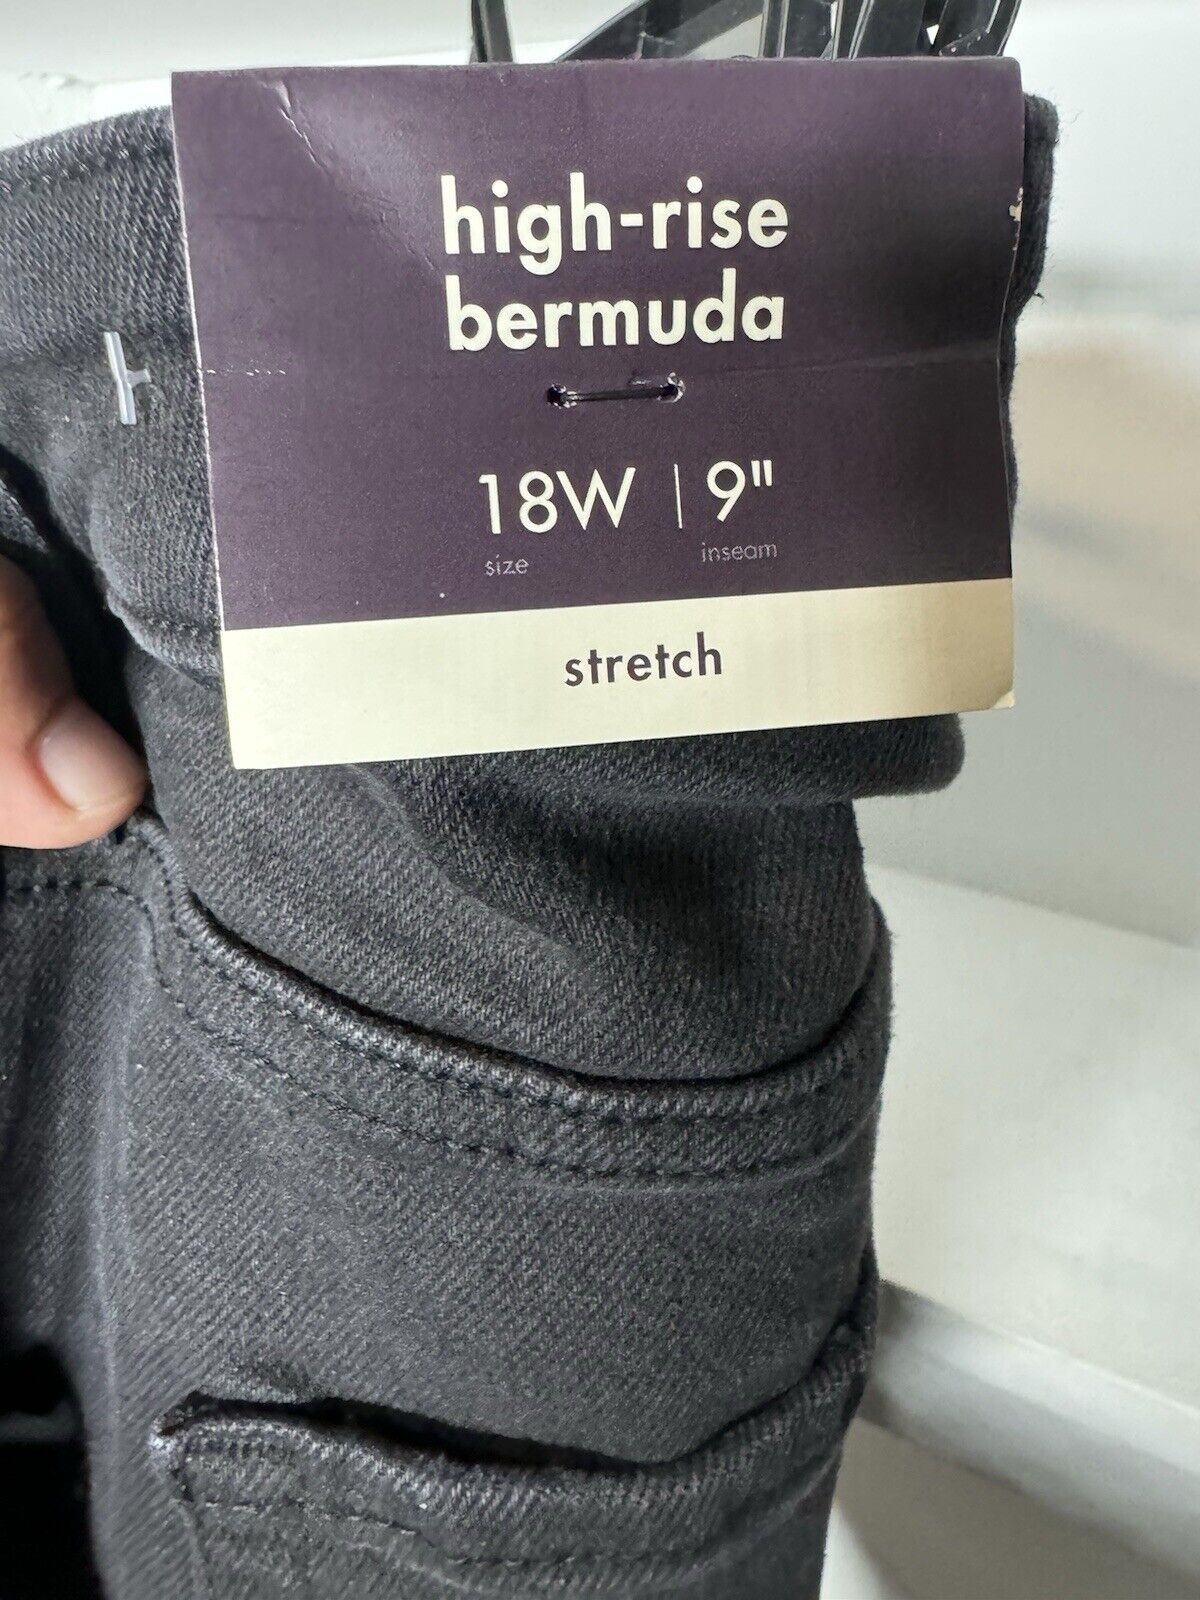 high-rise
bermuda
18W | 9"
size inseam
stretch